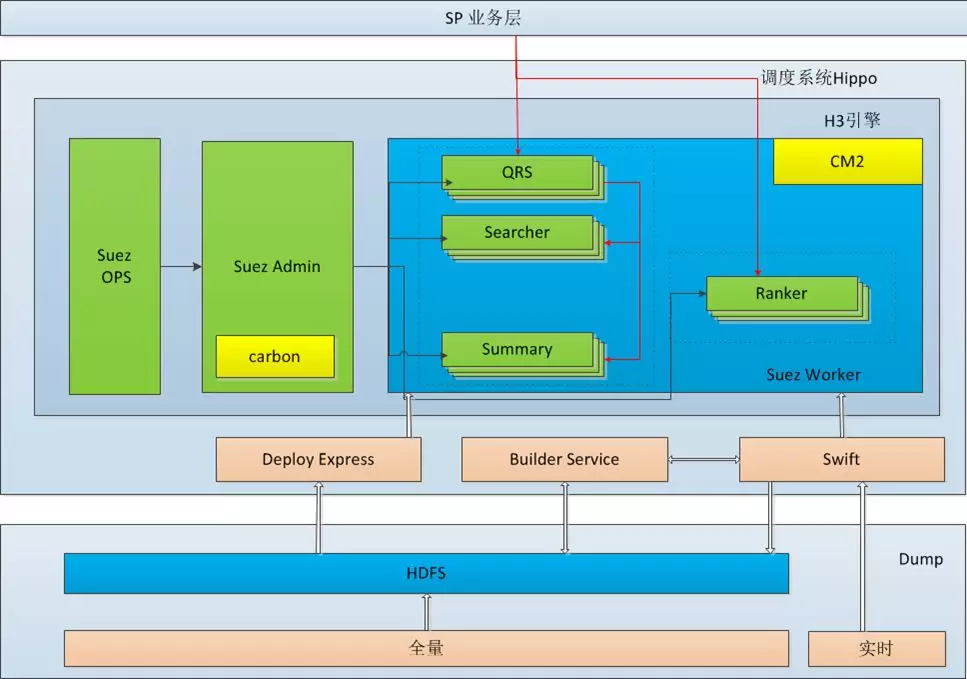 SP 业务层
调度系统Hippo
H3引擎
CM2
QRS
Searcher
Suez
OPS
Suez Admin
Ranker
carbon
Summary
Suez Worker
Deploy Express
Builder Service
Swift
Dump
HDFS
全量
实时